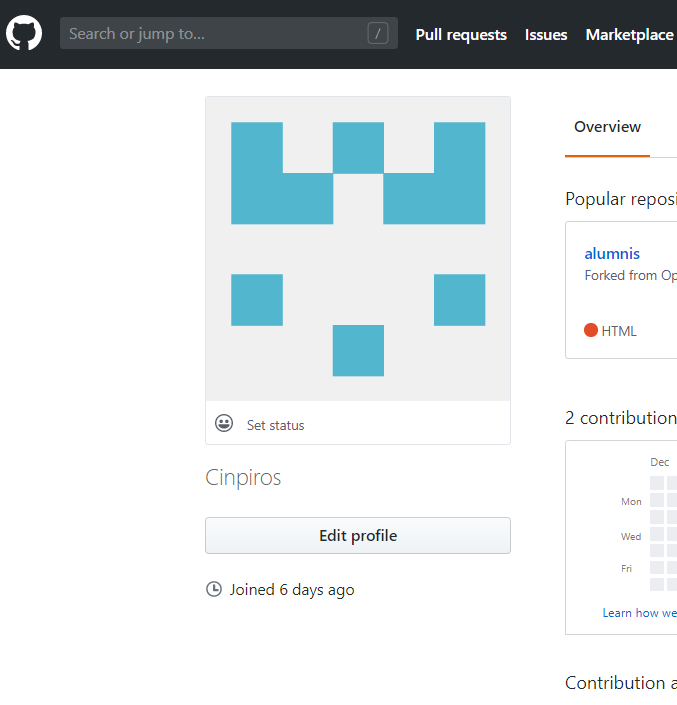 Search or jump to...
/
Pull requests
Issues
Marketplace
Overview
Set status
Cinpiros
Edit profile
Joined 6 days ago
Popular reposi
alumnis
Forked from Op
HTML
2 contribution
Dec
Mon
Wed
Fri
Learn how we
Contribution a